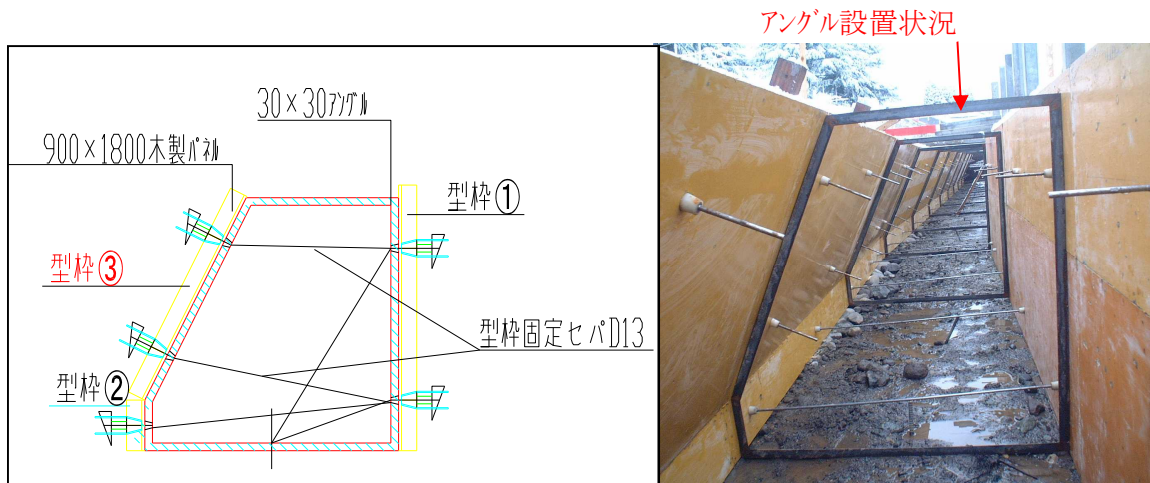 アングル設置状況
30×30アングル
900×1800木製パネル
型枠①
型枠③
型枠固定セパD13
型枠②